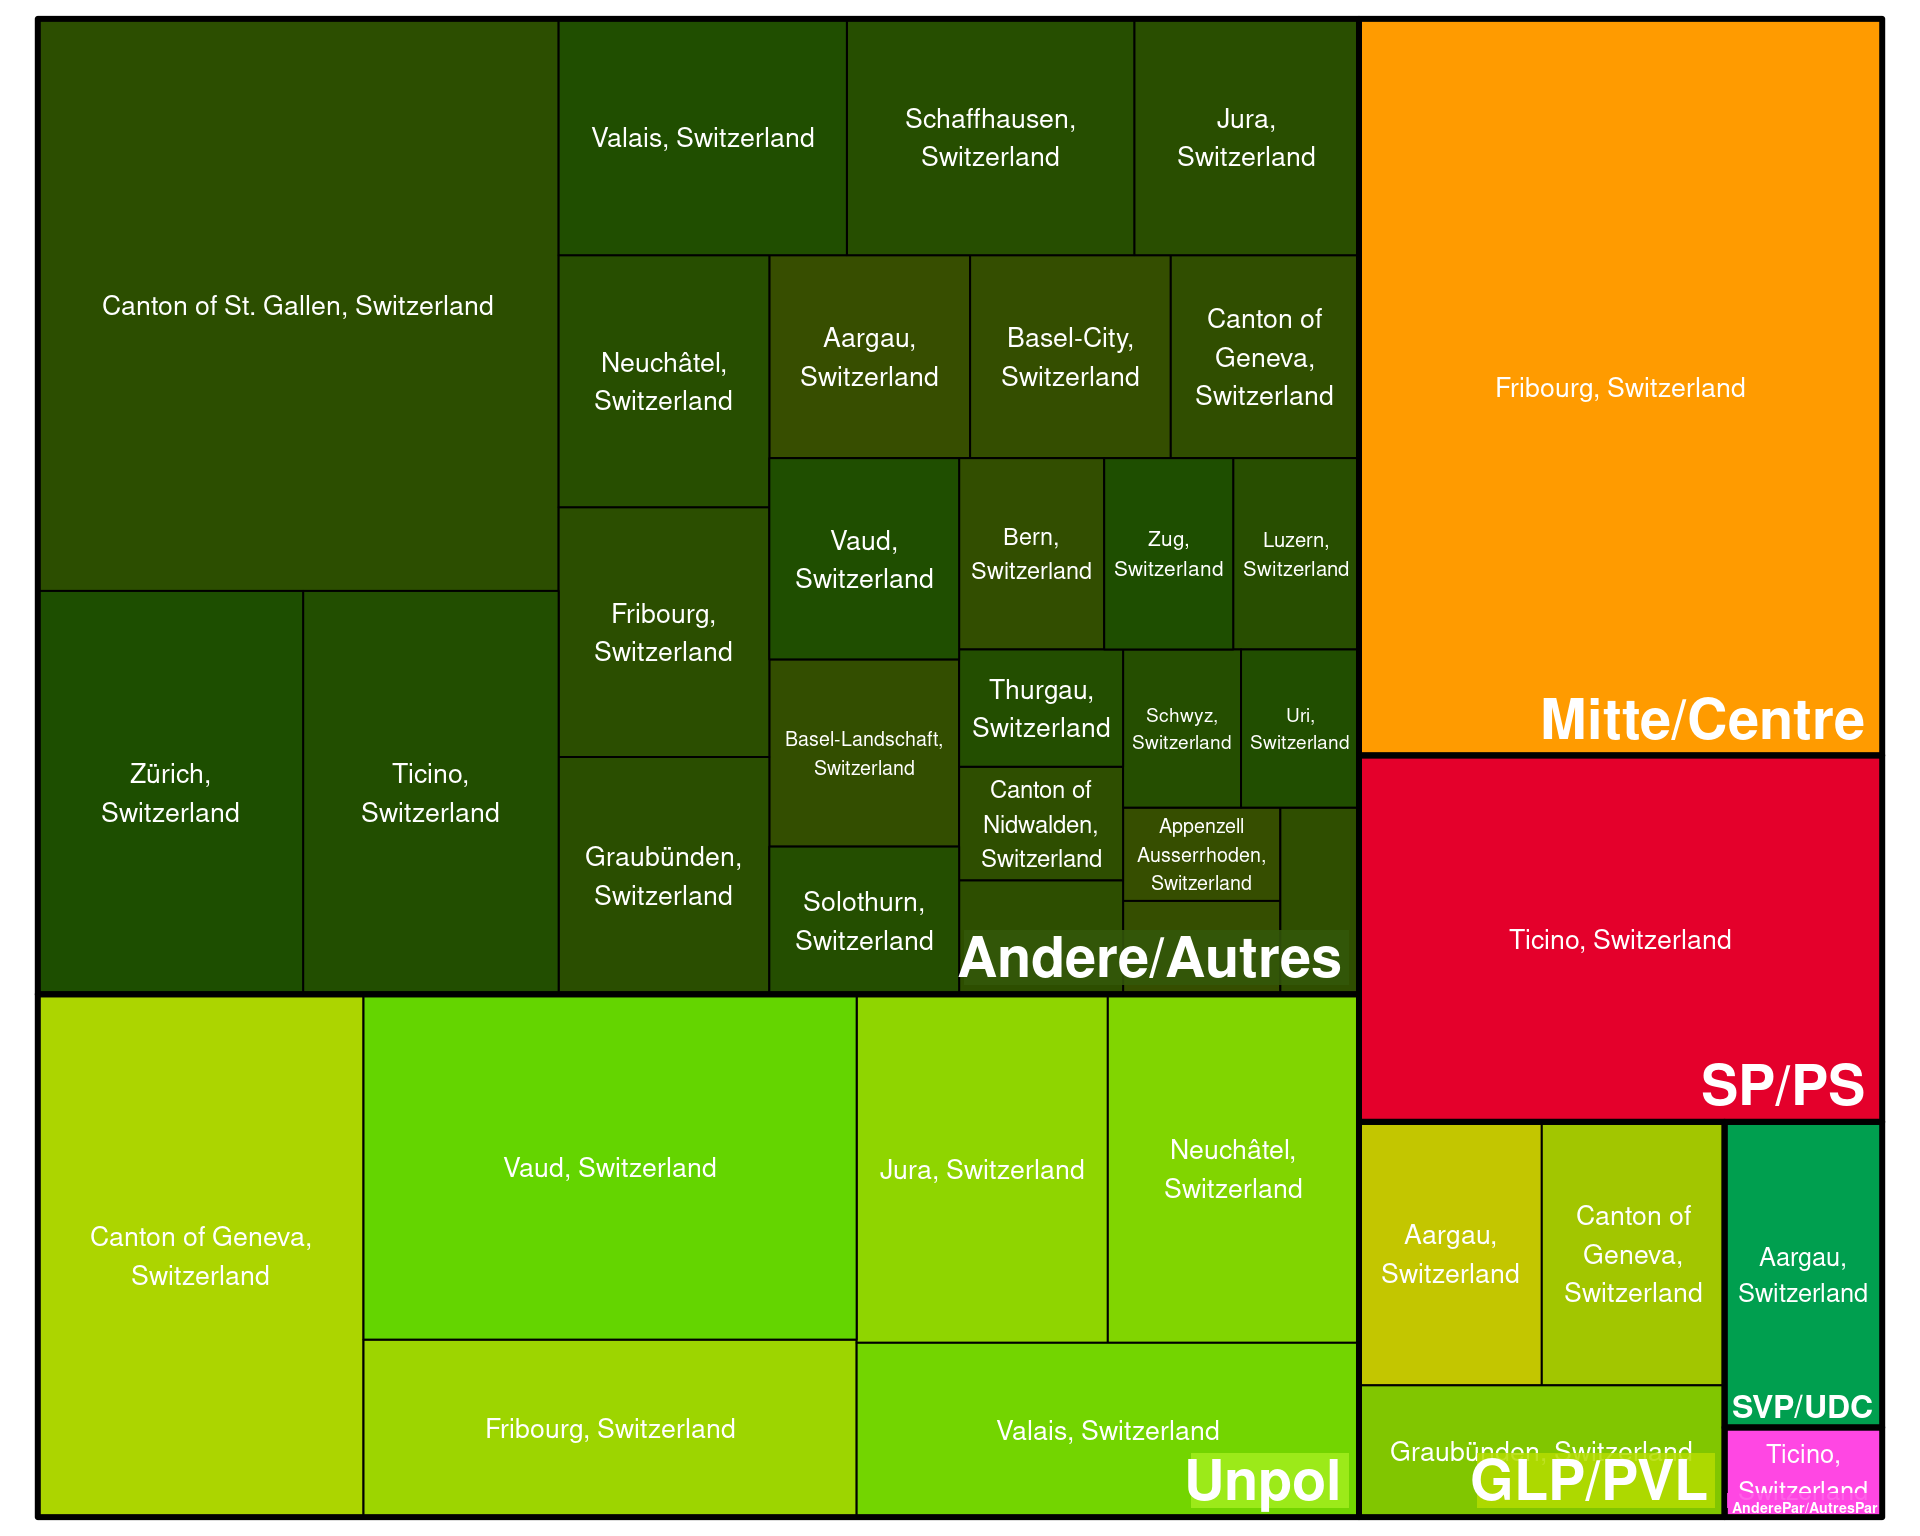 Canton of St. Gallen, Switzerland
Valais, Switzerland
Schaffhausen,
Switzerland
Jura,
Switzerland
Neuchâtel,
Switzerland
Aargau,
Switzerland
Basel-City,
Switzerland
Canton of
Geneva,
Switzerland
Zürich,
Switzerland
Ticino,
Switzerland
Fribourg,
Switzerland
Graubünden,
Switzerland
Vaud,
Switzerland
Bern,
Switzerland
Zug,
Switzerland
Luzern,
Switzerland
Basel-Landschaft,
Switzerland
Solothurn,
Switzerland
Thurgau,
Switzerland
Schwyz,
Switzerland
Uri,
Switzerland
Canton of
Nidwalden,
Switzerland
Appenzell
Ausserrhoden,
Switzerland
Andere/Autres
Canton of Geneva,
Switzerland
Vaud, Switzerland
Fribourg, Switzerland
Jura, Switzerland
Neuchâtel,
Switzerland
Valais, Switzerland
Unpol
Fribourg, Switzerland
Mitte/Centre
Ticino, Switzerland
SP/PS
Aargau,
Switzerland
Canton of
Geneva,
Switzerland
Graubünden, Switzerland
GLP/PVL
Aargau,
Switzerland
SVP/UDC
Ticino,
Switzerland
AnderePar/AutresPar